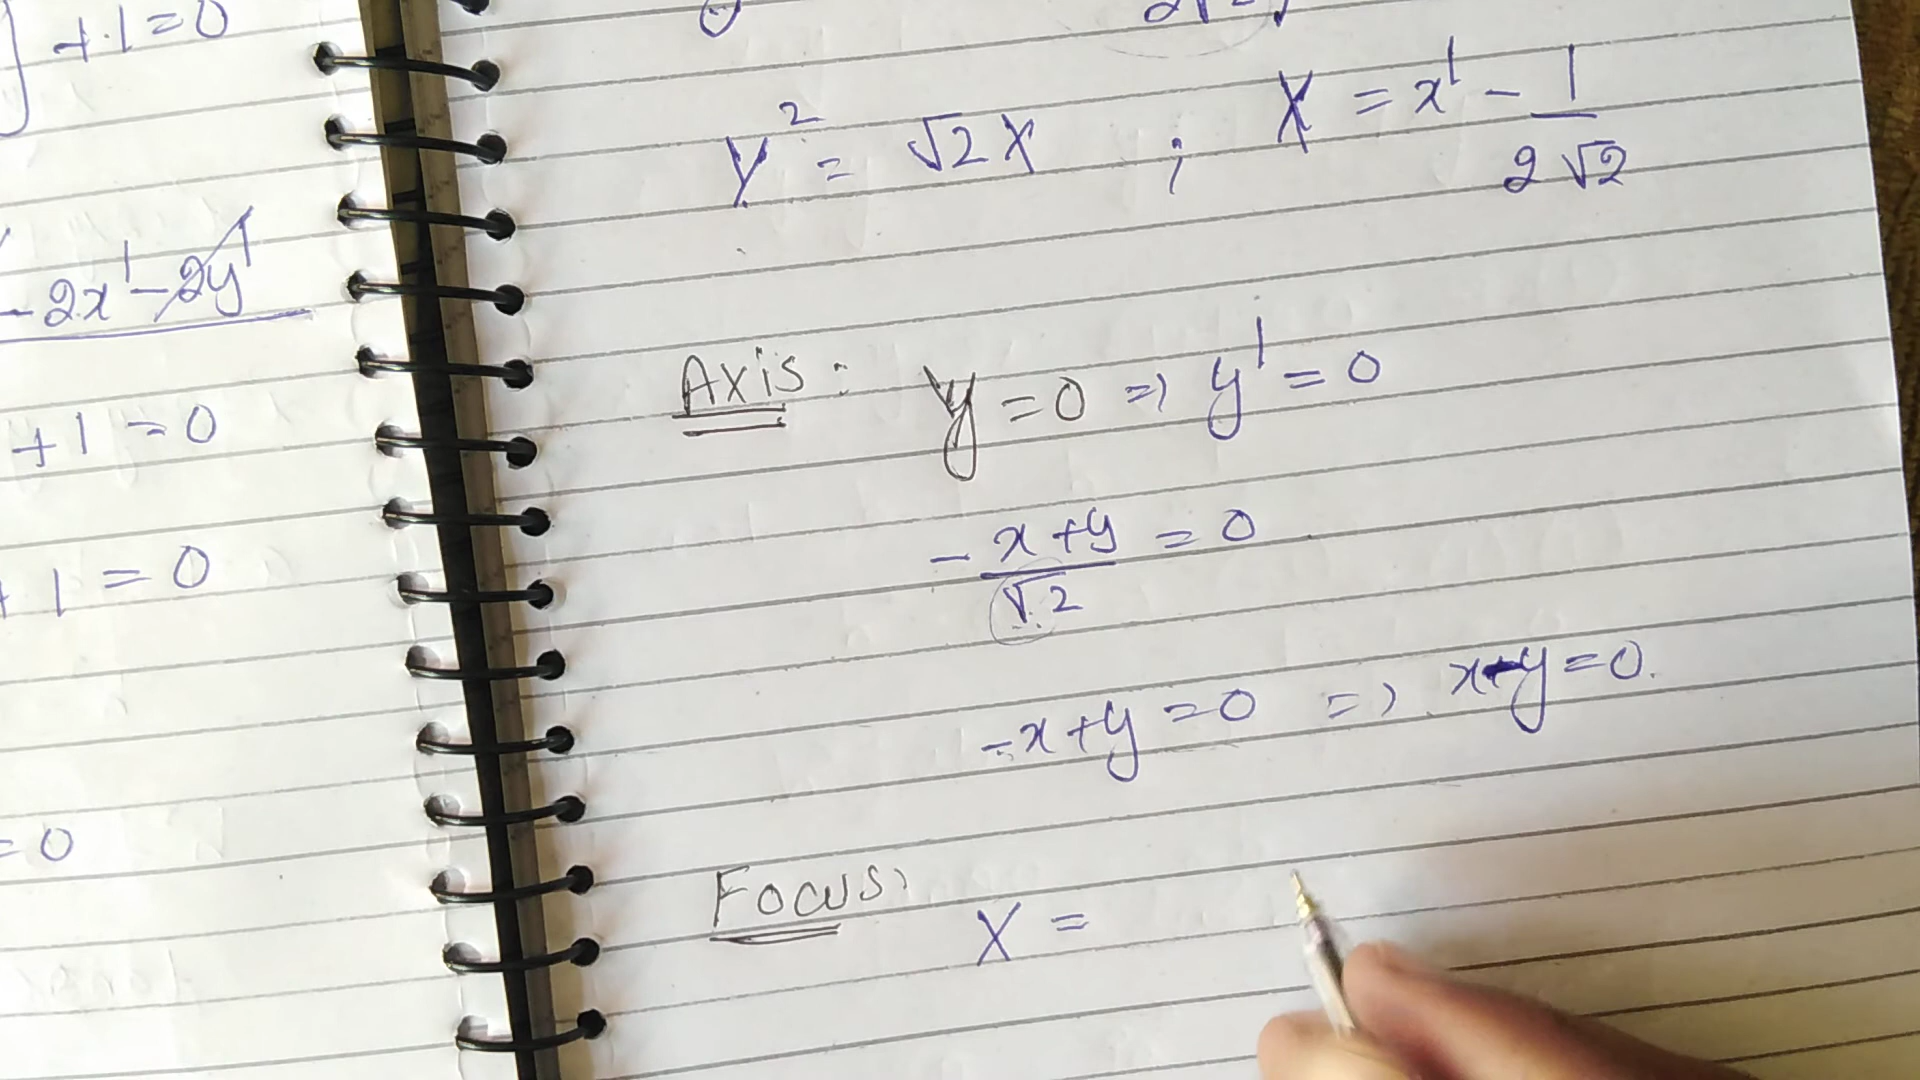 +1=0
-2x'-2y'
+1=0
+1=0
=0
Y² = √2X ; X = x' - 1/2√2
Axis: y=0 ⇒ y'=0
-x+y/√2 = 0
-x+y=0 ⇒ x-y=0.
Focus: X =